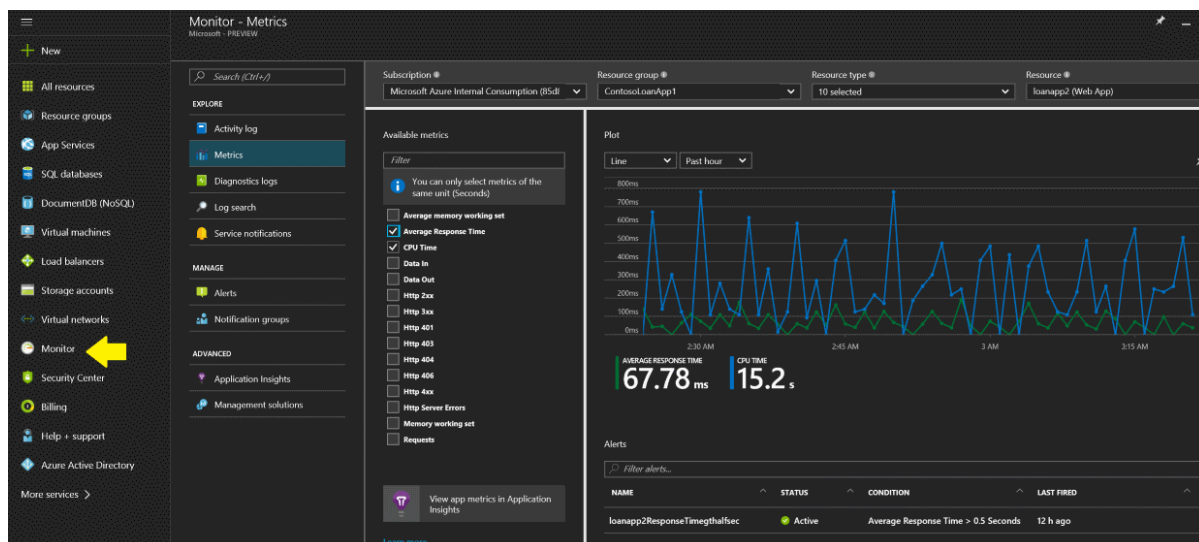 Monitor - Metrics
Microsoft - PREVIEW
New
All resources
Resource groups
App Services
SQL databases
DocumentDB (NoSQL)
Virtual machines
Load balancers
Storage accounts
Virtual networks
Monitor
Security Center
Billing
Help + support
Azure Active Directory
More services >
Search (Ctrl+/)
EXPLORE
Activity log
Metrics
Diagnostics logs
Log search
Service notifications
MANAGE
Alerts
Notification groups
ADVANCED
Application Insights
Management solutions
Subscription
Microsoft Azure Internal Consumption (85dl
Resource group
ContosoLoanApp1
Resource type
10 selected
Resource
loanapp2 (Web App)
Available metrics
Filter
You can only select metrics of the
same unit (Seconds)
Average memory working set
Average Response Time
CPU Time
Data In
Data Out
Http 2xx
Http 3xx
Http 401
Http 403
Http 404
Http 406
Http 4xx
Http Server Errors
Memory working set
Requests
View app metrics in Application
Insights
Learn more
Plot
Line
Past hour
800ms
700ms
600ms
500ms
400ms
300ms
200ms
100ms
0ms
2:30 AM 2:45 AM 3 AM 3:15 AM
AVERAGE RESPONSE TIME
67.78 ms
CPU TIME
15.2 s
Alerts
Filter alerts...
NAME STATUS CONDITION LAST FIRED
loanapp2ResponseTimegthalfsec Active Average Response Time > 0.5 Seconds 12 h ago